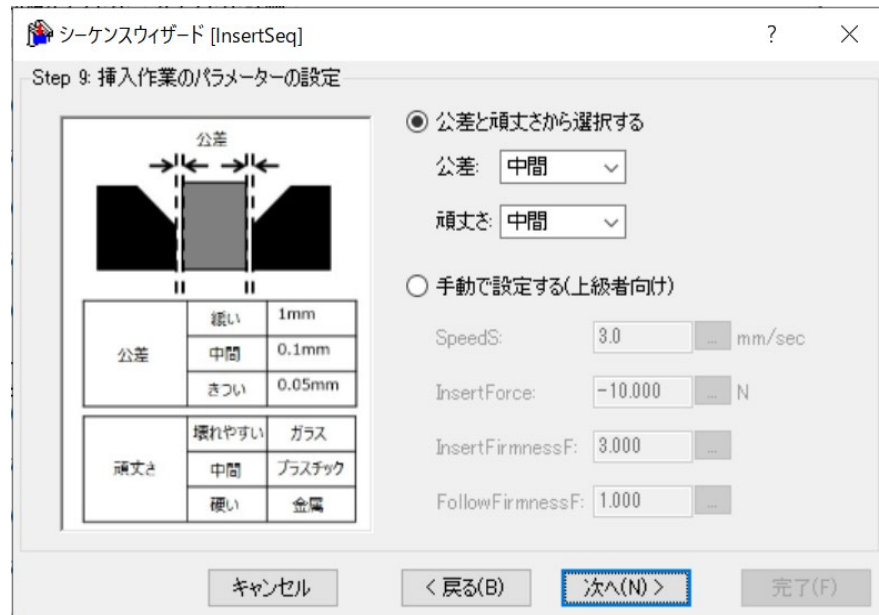 シーケンスウィザード [InsertSeq]
?
Step 9: 挿入作業のパラメーターの設定
公差
公差
緩い
1mm
中間
0.1mm
きつい
0.05mm
頑丈さ
壊れやすい
ガラス
中間
プラスチック
硬い
金属
公差と頑丈さから選択する
公差: 中間
頑丈さ: 中間
手動で設定する(上級者向け)
SpeedS: 3.0 ... mm/sec
InsertForce: -10.000 ... N
InsertFirmnessF: 3.000 ...
FollowFirmnessF: 1.000 ...
キャンセル
< 戻る(B)
次へ(N) >
完了(F)